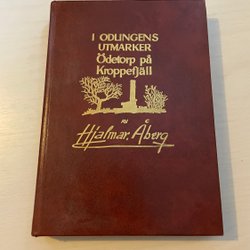 I ODLINGENS
UTMARKER
Ödetorp på
Kroppefjäll
AV
Hjalmar Åberg